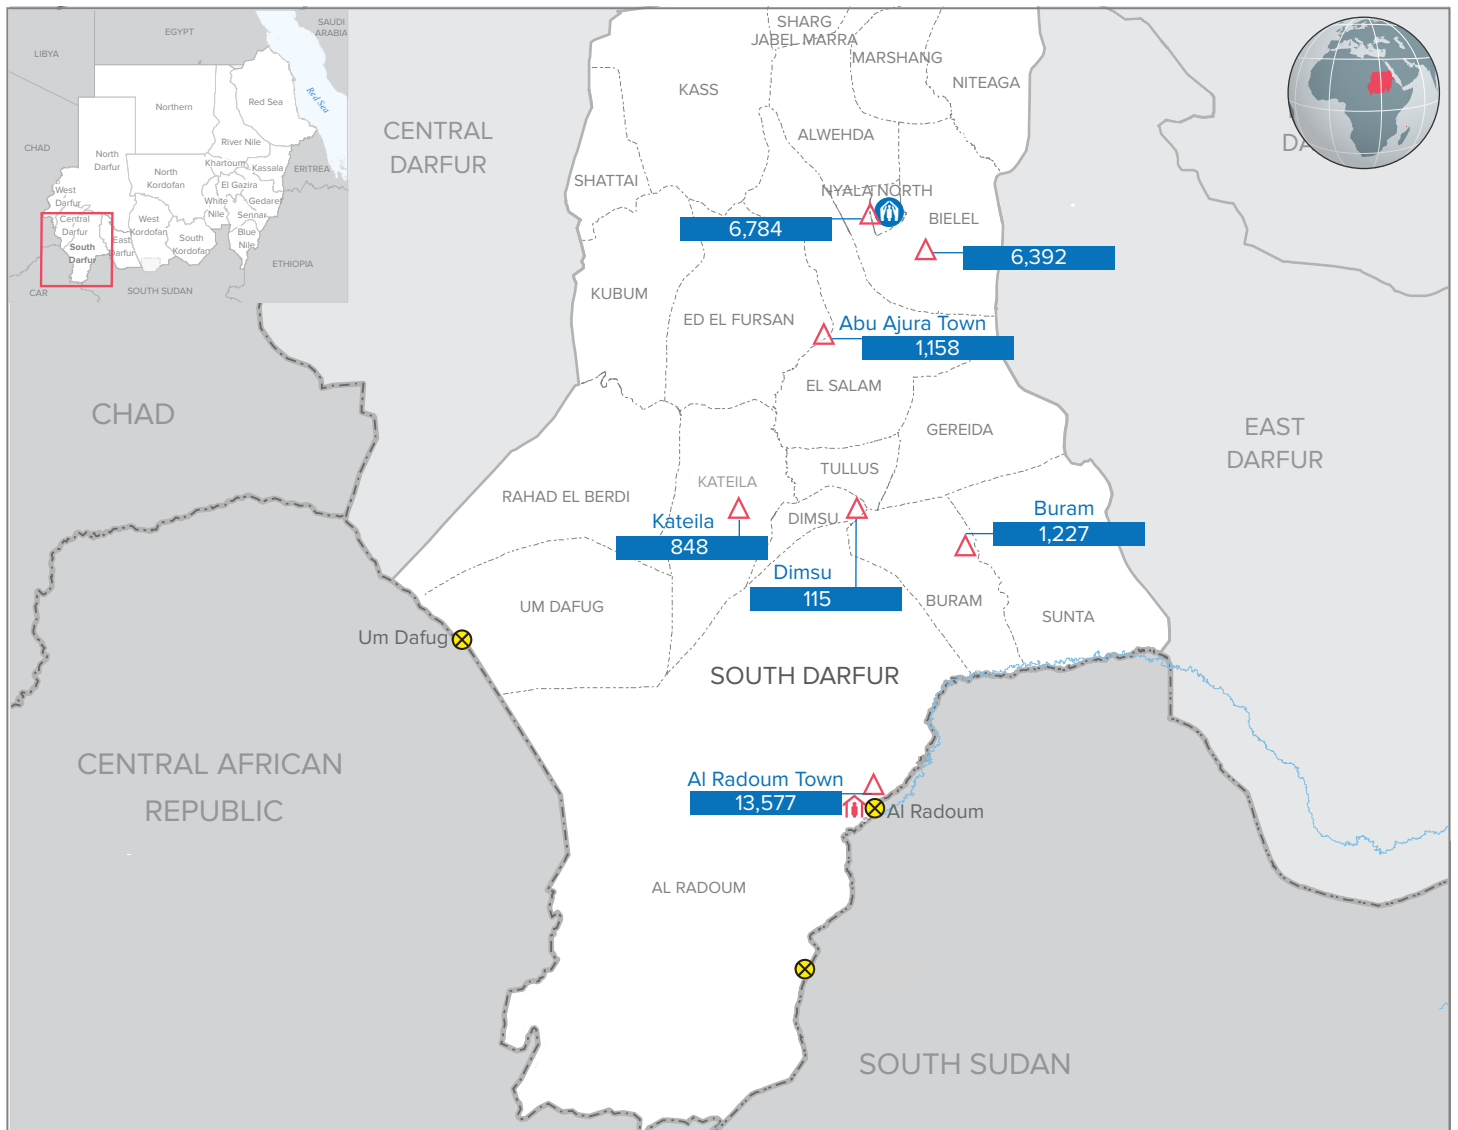 SHARG
JABEL MARRA
MARSHANG
NITEAGA
KASS
ALWEHDA
CENTRAL
DARFUR
SHATTAI
NYALA NORTH
BIELEL
6,784
6,392
KUBUM
ED EL FURSAN
Abu Ajura Town
1,158
EL SALAM
CHAD
GEREIDA
EAST
DARFUR
TULLUS
KATEILA
RAHAD EL BERDI
DIMSU
Buram
1,227
Kateila
848
Dimsu
115
UM DAFUG
BURAM
SUNTA
Um Dafug
SOUTH DARFUR
CENTRAL AFRICAN
REPUBLIC
Al Radoum Town
13,577
Al Radoum
AL RADOUM
SOUTH SUDAN
DA
EGYPT
SAUDI
ARABIA
LIBYA
Red Sea
Northern
Red Sea
CHAD
River Nile
North
Darfur
Khartoum
Kassala
ERITREA
North
Kordofan
El Gazira
West
Darfur
White
Nile
Gedaref
Sennar
Central
Darfur
West
Kordofan
South
Kordofan
Blue
Nile
East
Darfur
South
Darfur
ETHIOPIA
CAR
SOUTH SUDAN